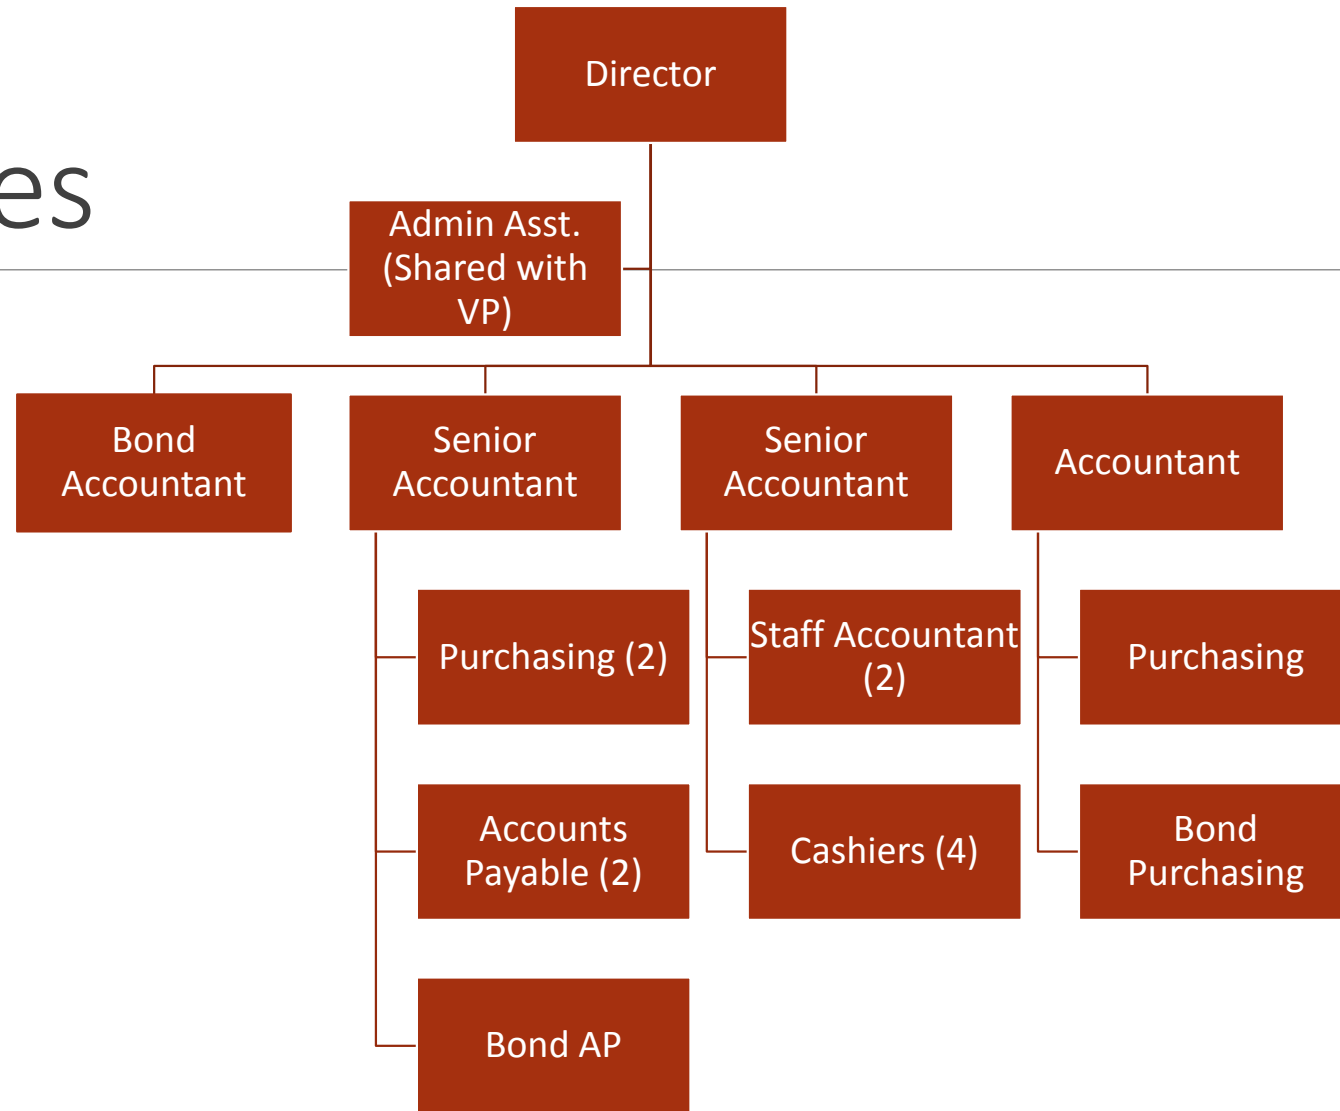 Director
es
Admin Asst.
(Shared with
VP)
Bond
Accountant
Senior
Accountant
Senior
Accountant
Accountant
Purchasing (2)
Staff Accountant
(2)
Purchasing
Accounts
Payable (2)
Cashiers (4)
Bond
Purchasing
Bond AP